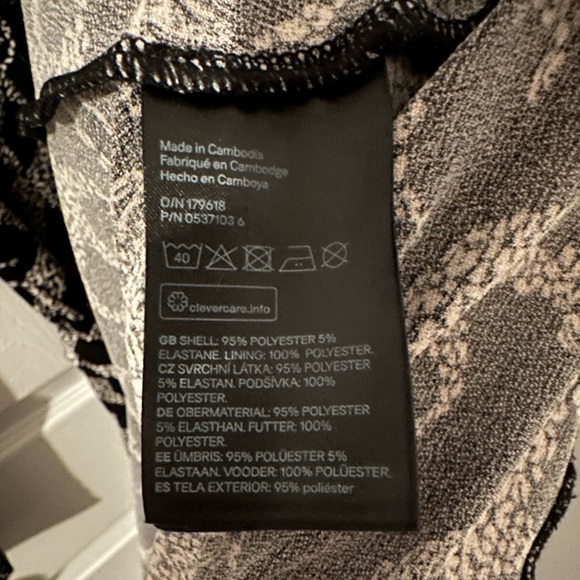 Made in Cambodia
Fabriqué en Cambodge
Hecho en Camboya
O/N 179618
P/N 0537103 6
40
clevercare.info
GB SHELL: 95% POLYESTER 5%
ELASTANE. LINING: 100% POLYESTER.
CZ SVRCHNÍ LÁTKA: 95% POLYESTER
5% ELASTAN. PODŠÍVKA: 100%
POLYESTER.
DE OBERMATERIAL: 95% POLYESTER
5% ELASTHAN. FUTTER: 100%
POLYESTER.
EE ÜMBRIS: 95% POLÜESTER 5%
ELASTAAN. VOODER: 100% POLÜESTER.
ES TELA EXTERIOR: 95% poliéster